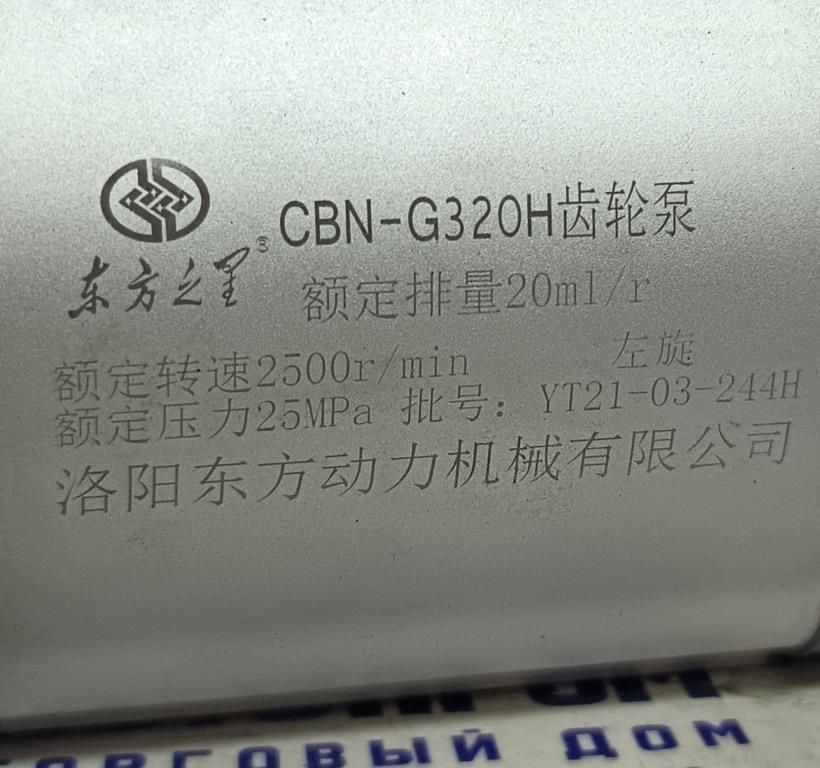 东方之星®
CBN-G320H齿轮泵
额定排量20ml/r
额定转速2500r/min 左旋
额定压力25MPa 批号：YT21-03-244H
洛阳东方动力机械有限公司
ТОРГОВЫЙ ДОМ